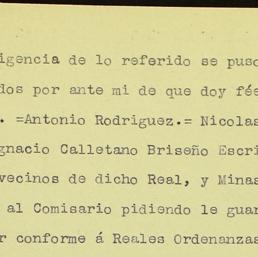 igencia de lo referido se puso
dos por ante mi de que doy fée
. =Antonio Rodriguez.= Nicolas
gnacio Calletano Briseño Escri
vecinos de dicho Real, y Minas
al Comisario pidiendo le guar
r conforme á Reales Ordenanzas